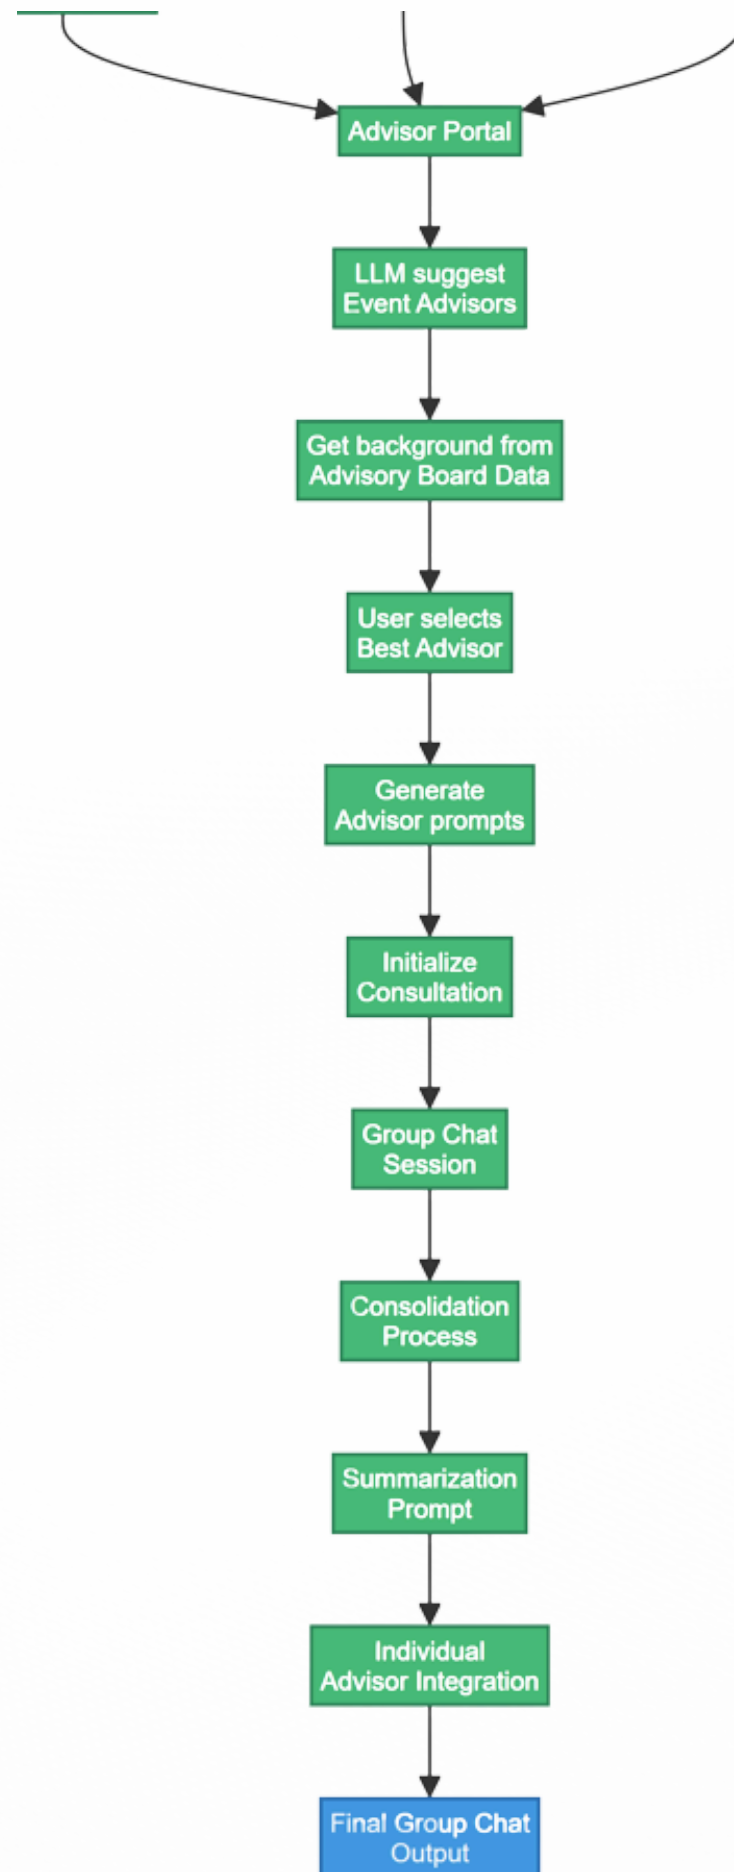 Advisor Portal
LLM suggest
Event Advisors
Get background from
Advisory Board Data
User selects
Best Advisor
Generate
Advisor prompts
Initialize
Consultation
Group Chat
Session
Consolidation
Process
Summarization
Prompt
Individual
Advisor Integration
Final Group Chat
Output